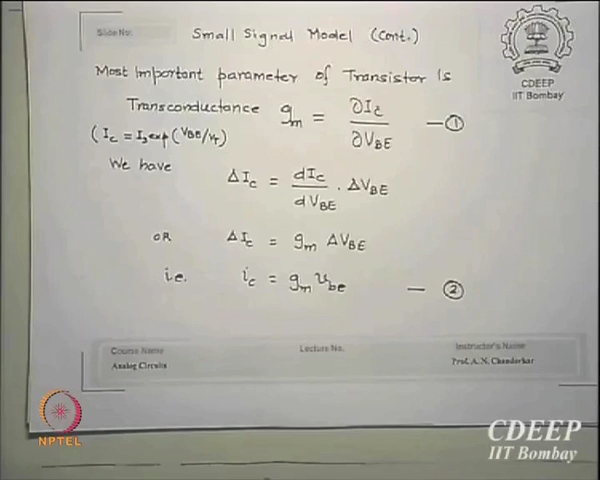 Slide No:
Small Signal Model (Cont.)
CDEEP
IIT Bombay
Most Important parameter of Transistor is
Transconductance gm = ∂Ic / ∂VBE — ①
(Ic = Is exp (VBE/VT)
We have
ΔIc = dIc / dVBE . ΔVBE
OR ΔIc = gm ΔVBE
i.e. ic = gm vbe — ②
Course Name
Lecture No.
Instructor's Name
Analog Circuits
Prof. A. N. Chandorkar
NPTEL
CDEEP
IIT Bombay